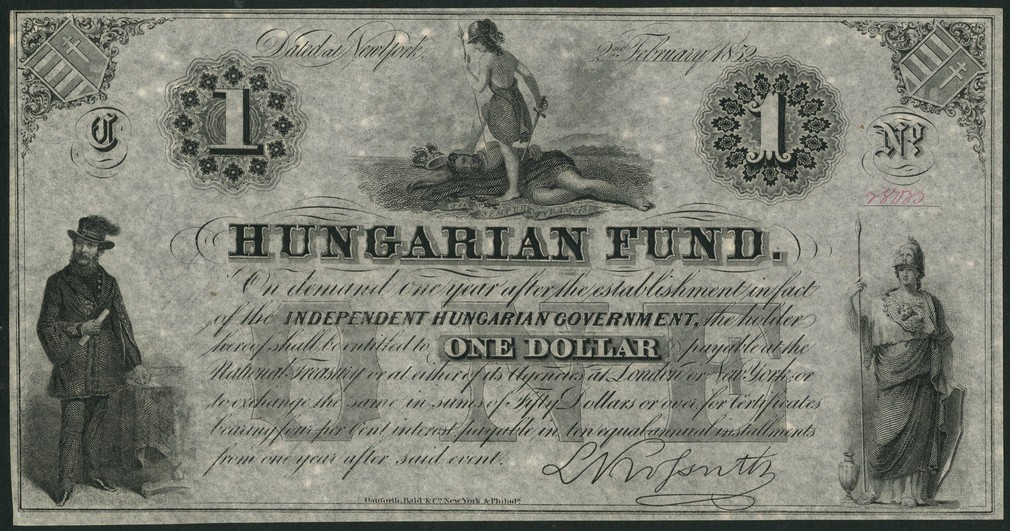 Dated at New York, 2nd February 1852
1 1
C No
SIC SEMPER TYRANNIS
HUNGARIAN FUND.
On demand one year after the establishment in fact
of the INDEPENDENT HUNGARIAN GOVERNMENT, the holder
hereof shall be entitled to ONE DOLLAR payable at the
National Treasury or at either of its Agencies at London or New York, or
to exchange the same in sums of Fifty Dollars or over for Certificates
bearing four per Cent interest payable in ten equal annual installments
from one year after said event.
ONE
L Kossuth
Danforth, Bald & Co. New York & Philada.